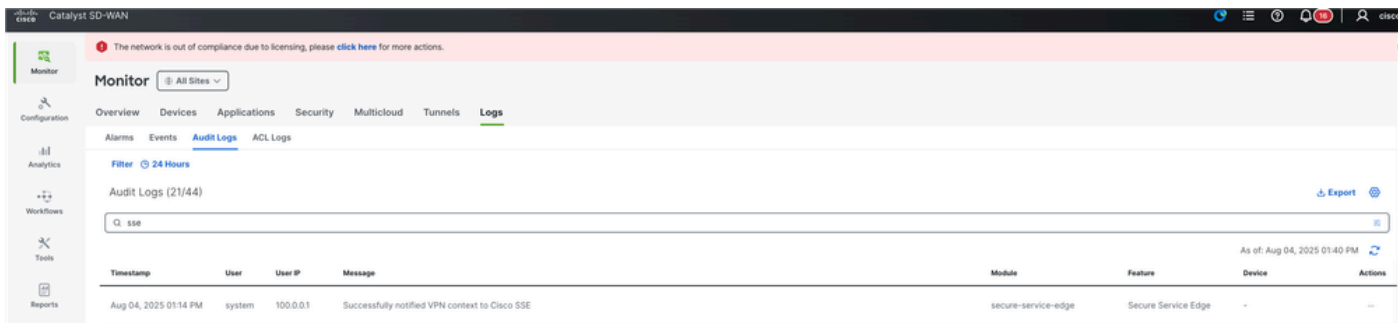 cisco Catalyst SD-WAN 16 cisco
The network is out of compliance due to licensing, please click here for more actions.
Monitor
Monitor All Sites
Configuration
Overview Devices Applications Security Multicloud Tunnels Logs
Alarms Events Audit Logs ACL Logs
Analytics
Filter 24 Hours
Audit Logs (21/44) Export
Workflows
sse
Tools
As of: Aug 04, 2025 01:40 PM
Timestamp User User IP Message Module Feature Device Actions
Reports
Aug 04, 2025 01:14 PM system 100.0.0.1 Successfully notified VPN context to Cisco SSE secure-service-edge Secure Service Edge - ...